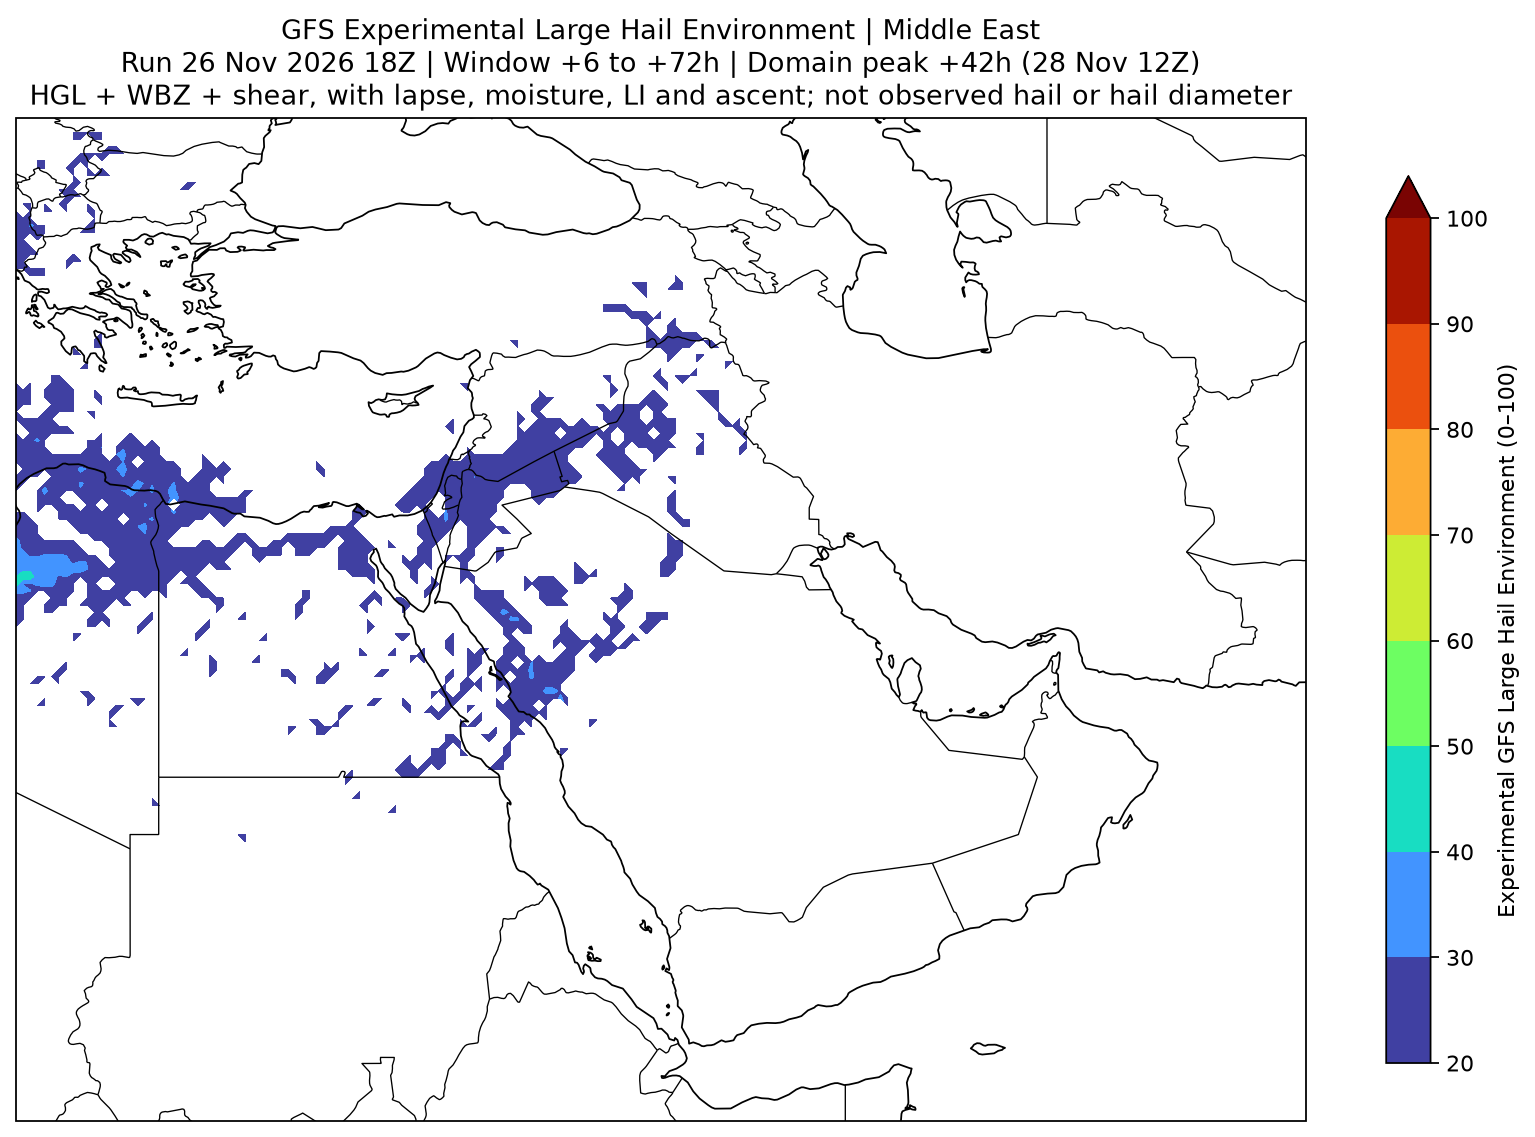 GFS Experimental Large Hail Environment | Middle East
Run 26 Nov 2026 18Z | Window +6 to +72h | Domain peak +42h (28 Nov 12Z)
HGL + WBZ + shear, with lapse, moisture, LI and ascent; not observed hail or hail diameter
100
90
80
70
60
50
40
30
20
Experimental GFS Large Hail Environment (0–100)